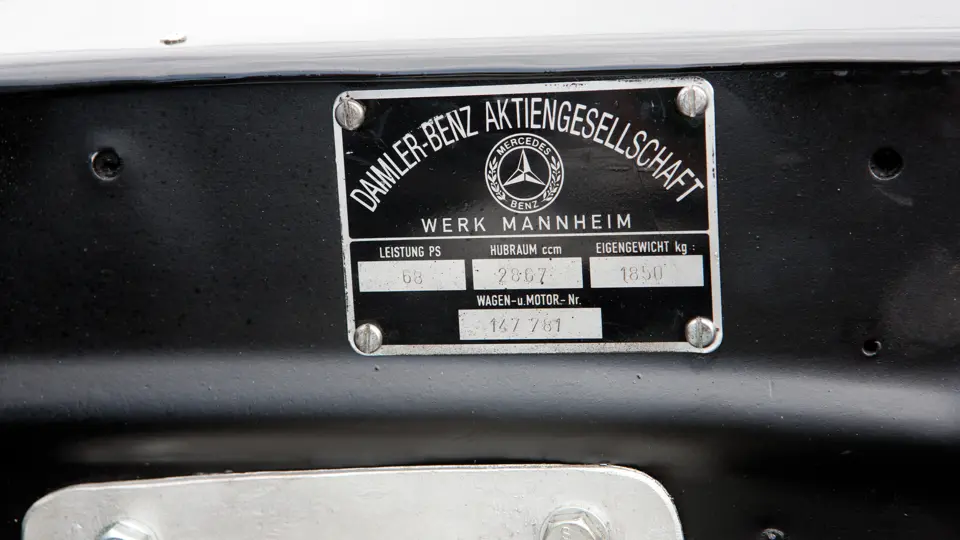 DAIMLER-BENZ AKTIENGESELLSCHAFT
MERCEDES
BENZ
WERK MANNHEIM
LEISTUNG PS HUBRAUM ccm EIGENGEWICHT kg :
68 2867 1850
WAGEN-u.MOTOR.-Nr.
147 781